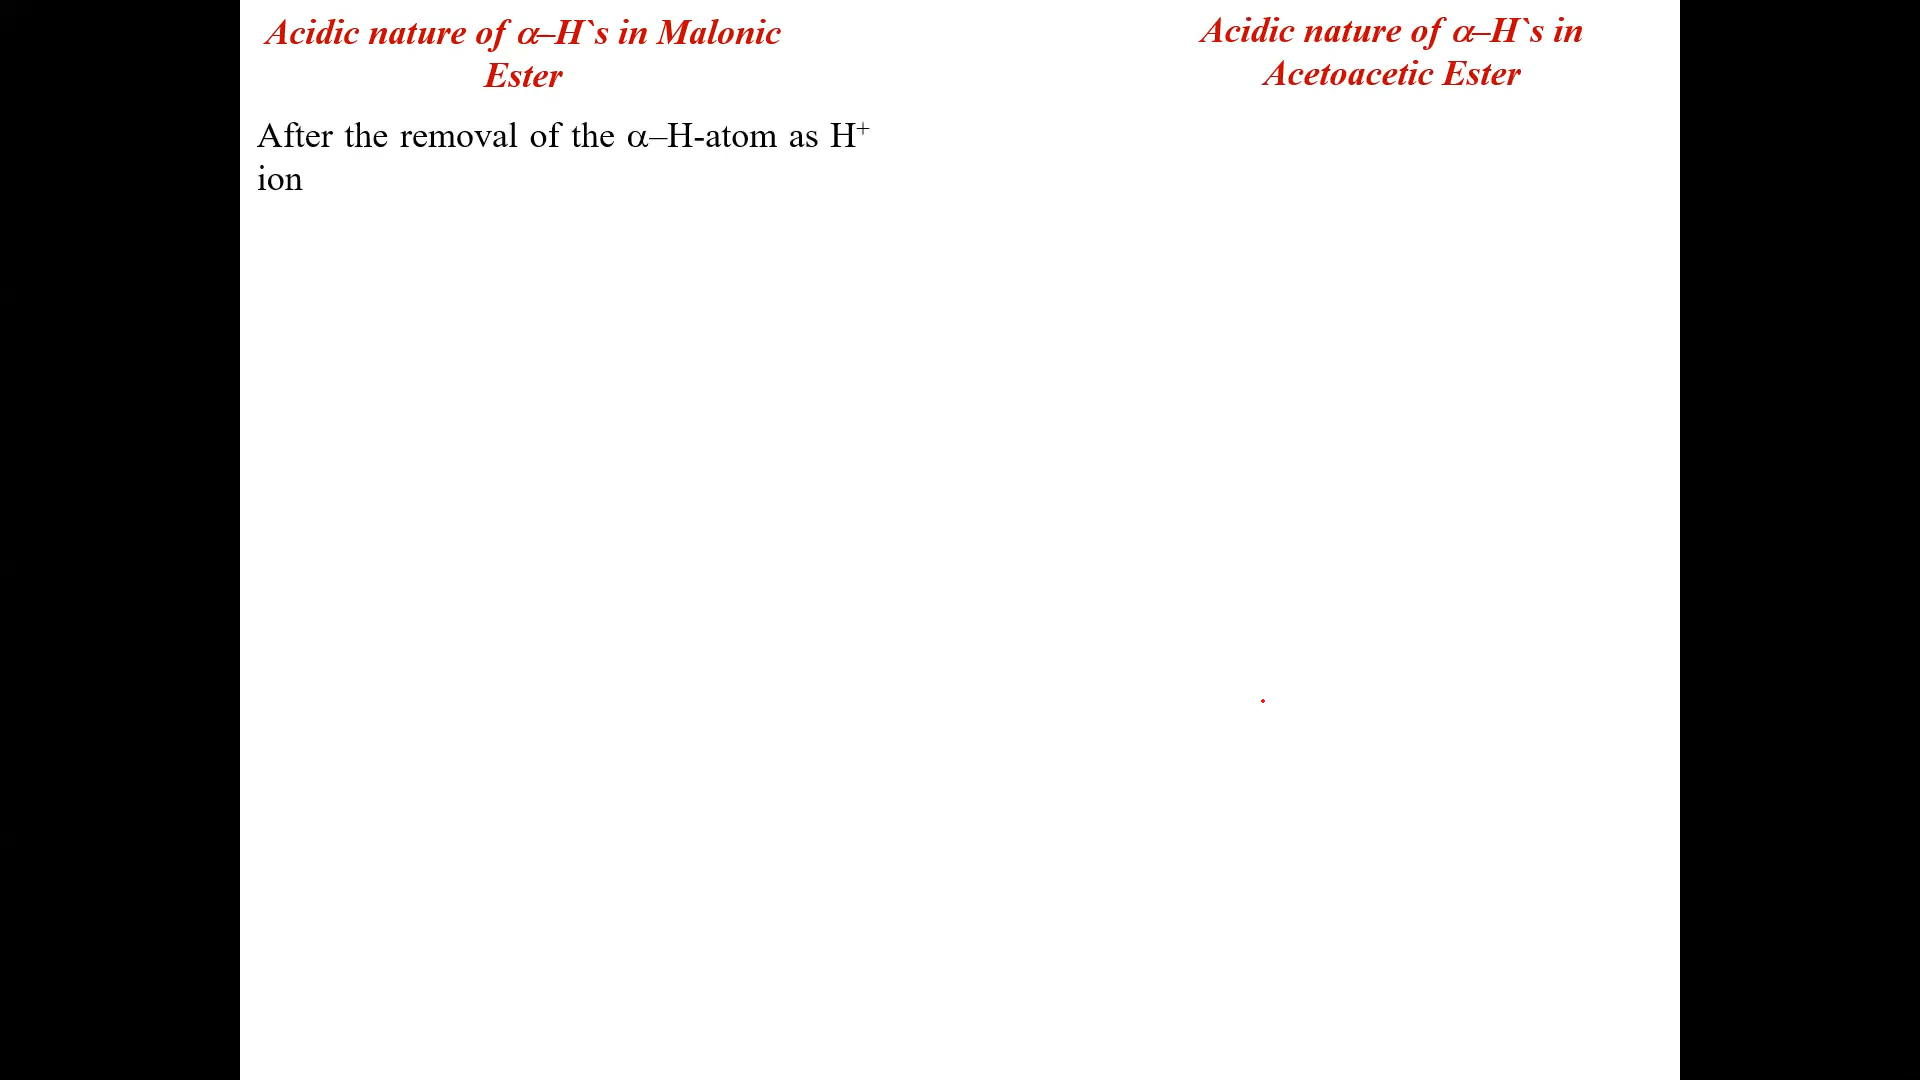 Acidic nature of α–H`s in Malonic
Ester
Acidic nature of α–H`s in
Acetoacetic Ester
After the removal of the α–H-atom as H⁺
ion